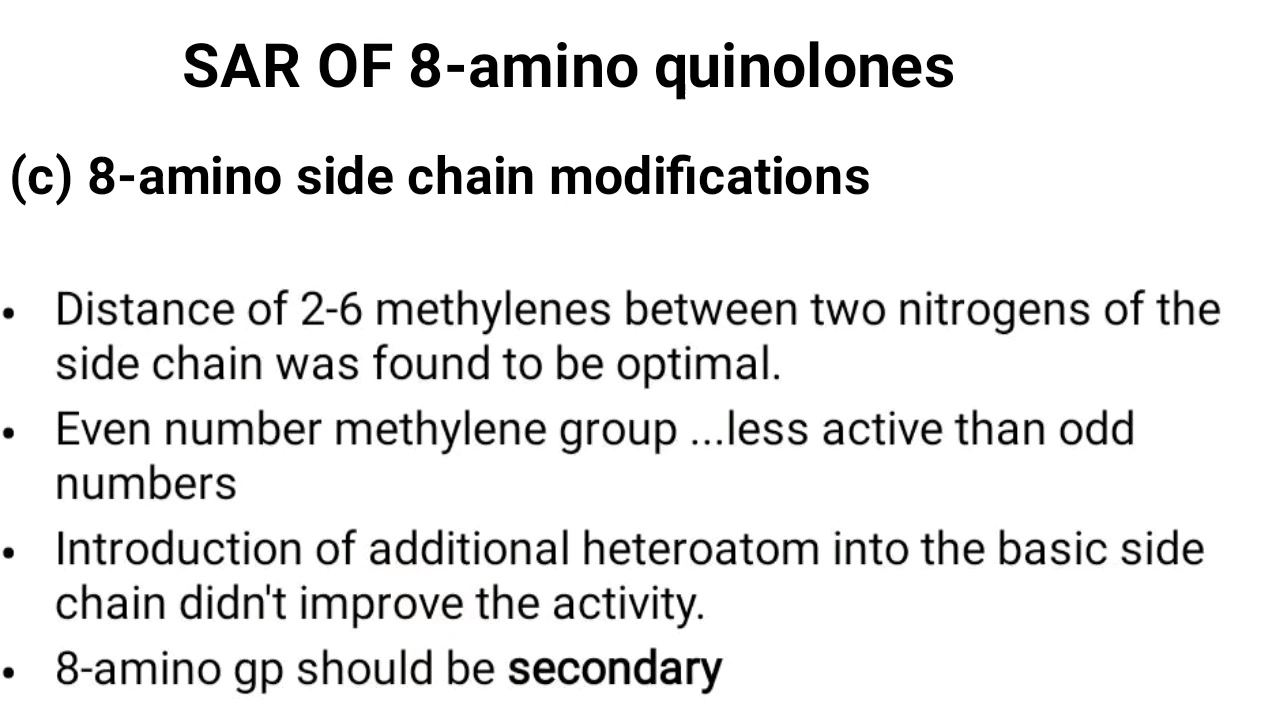 SAR OF 8-amino quinolones
(c) 8-amino side chain modifications
• Distance of 2-6 methylenes between two nitrogens of the
side chain was found to be optimal.
• Even number methylene group ...less active than odd
numbers
• Introduction of additional heteroatom into the basic side
chain didn't improve the activity.
• 8-amino gp should be secondary